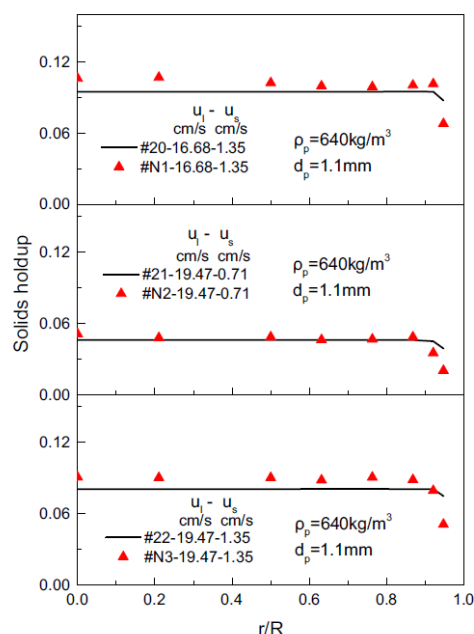 0.12
0.06
0.00
u_l - u_s
cm/s cm/s
#20-16.68-1.35
#N1-16.68-1.35
ρ_p=640kg/m³
d_p=1.1mm
Solids holdup
0.12
0.06
0.00
u_l - u_s
cm/s cm/s
#21-19.47-0.71
#N2-19.47-0.71
ρ_p=640kg/m³
d_p=1.1mm
0.12
0.06
0.00
u_l - u_s
cm/s cm/s
#22-19.47-1.35
#N3-19.47-1.35
ρ_p=640kg/m³
d_p=1.1mm
0.0 0.2 0.4 0.6 0.8 1.0
r/R